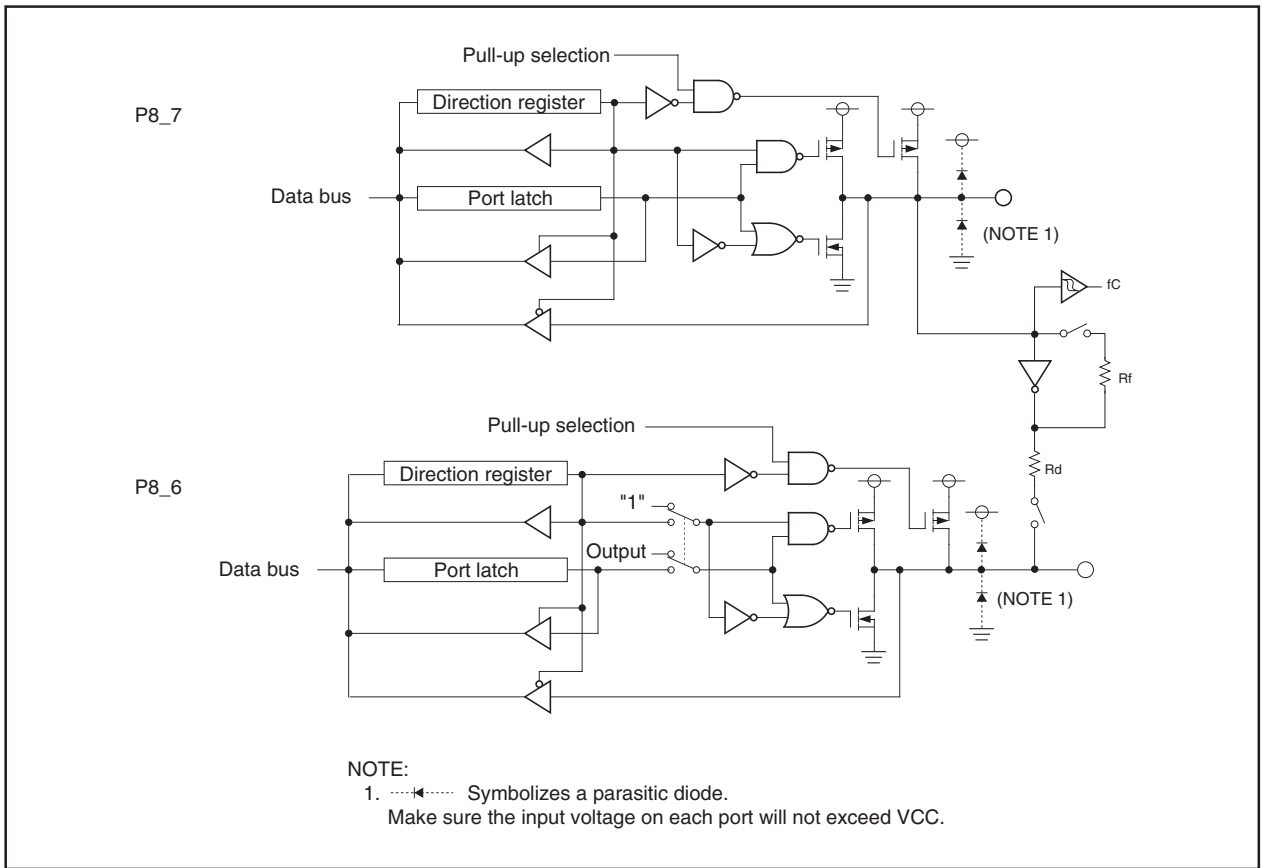 Pull-up selection
P8_7
Direction register
Data bus
Port latch
(NOTE 1)
fC
Rf
Pull-up selection
Rd
P8_6
Direction register
"1"
Output
Data bus
Port latch
(NOTE 1)
NOTE:
1. Symbolizes a parasitic diode.
Make sure the input voltage on each port will not exceed VCC.